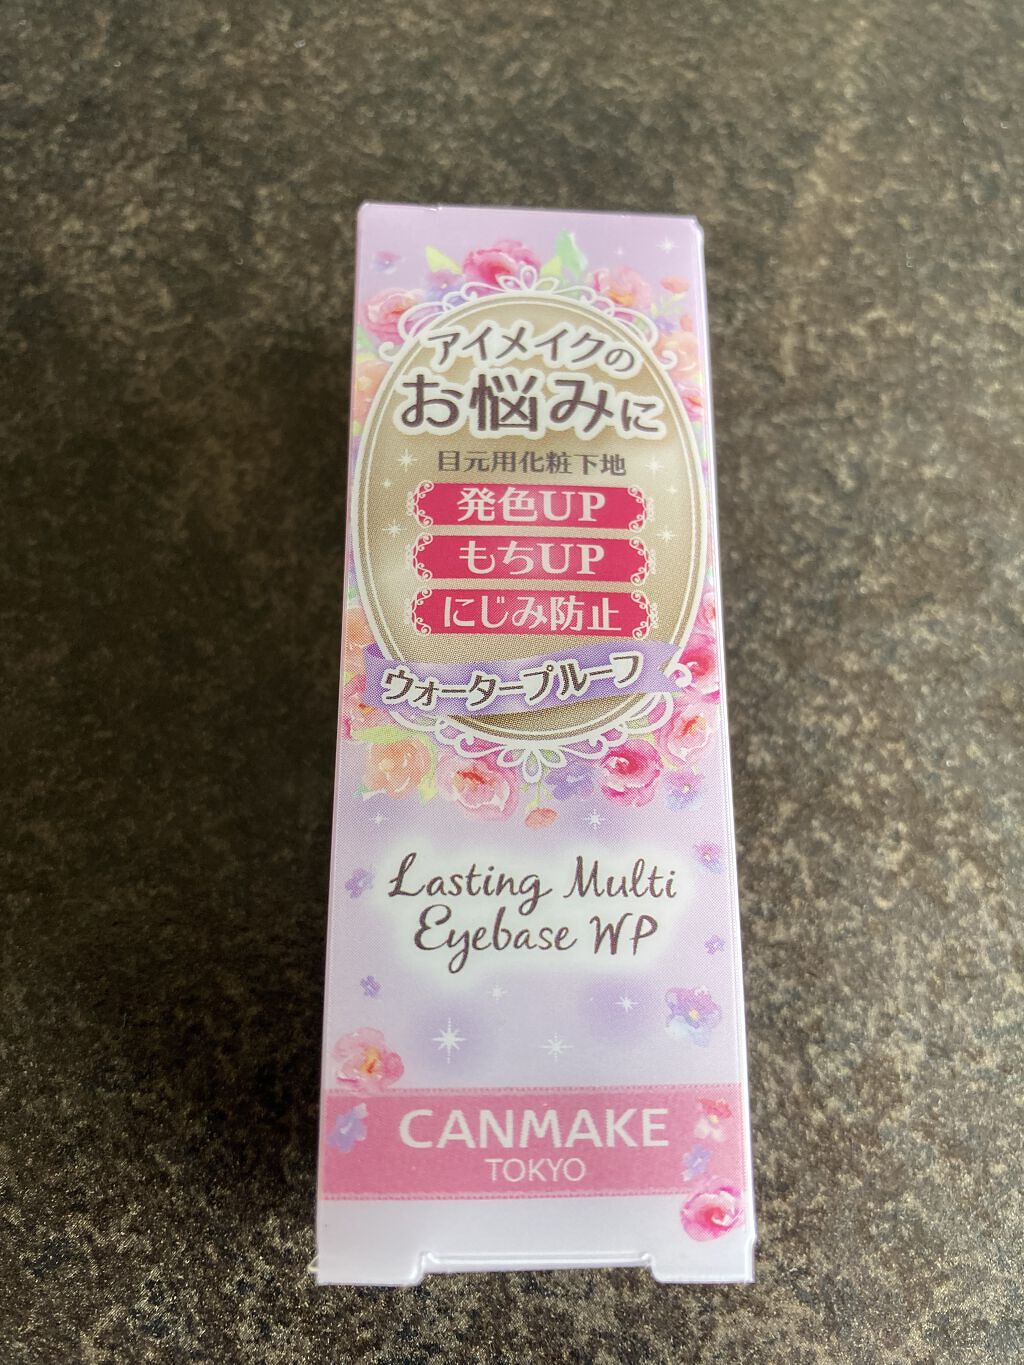 アイメイクの
お悩みに
目元用化粧下地
発色UP
もちUP
にじみ防止
ウォータープルーフ
Lasting Multi
Eyebase WP
CANMAKE
TOKYO